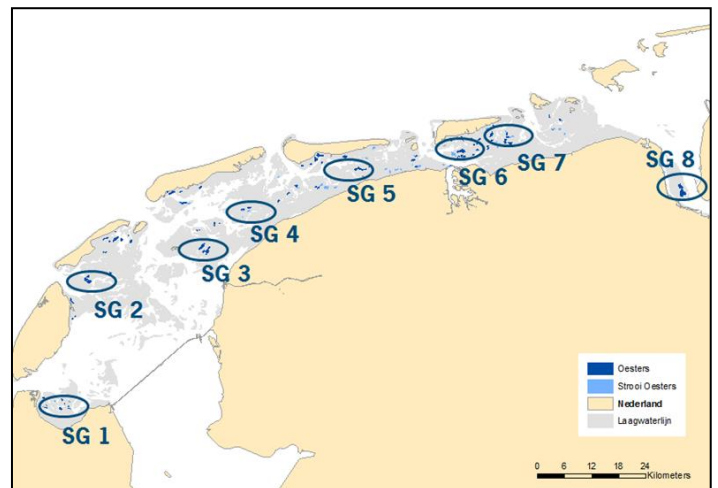 SG 1
SG 2
SG 3
SG 4
SG 5
SG 6
SG 7
SG 8
Oesters
Strooi Oesters
Nederland
Laagwaterlijn
0 6 12 18 24
Kilometers